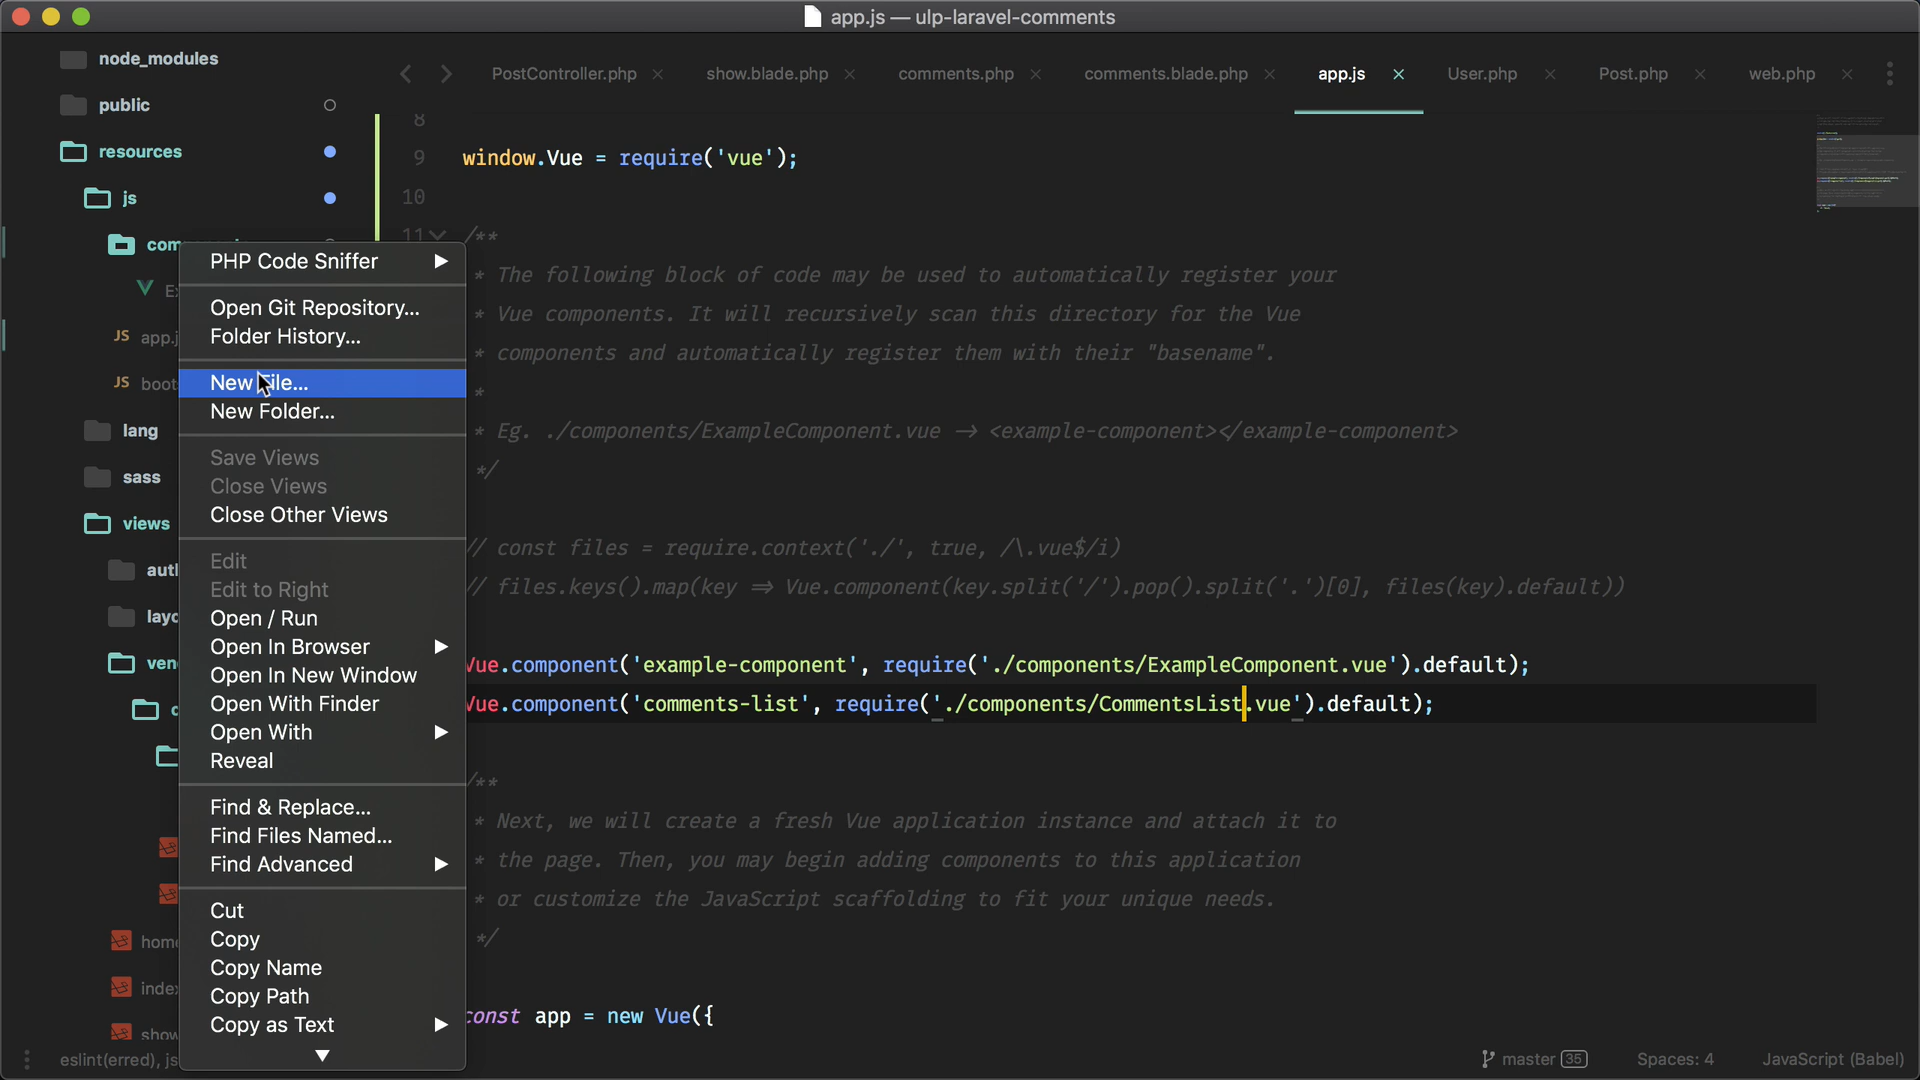 app.js — ulp-laravel-comments
node_modules
public
resources
js
app.j
lang
sass
views
home
index
show
eslint(erred), js
PHP Code Sniffer
Open Git Repository...
Folder History...
New File...
New Folder...
Save Views
Close Views
Close Other Views
Edit
Edit to Right
Open / Run
Open In Browser
Open In New Window
Open With Finder
Open With
Reveal
Find & Replace...
Find Files Named...
Find Advanced
Cut
Copy
Copy Name
Copy Path
Copy as Text
PostController.php
show.blade.php
comments.php
comments.blade.php
app.js
User.php
Post.php
web.php
8
9 window.Vue = require('vue');
10
11 /**
* The following block of code may be used to automatically register your
* Vue components. It will recursively scan this directory for the Vue
* components and automatically register them with their "basename".
*
* Eg. ./components/ExampleComponent.vue → <example-component></example-component>
*/
// const files = require.context('./', true, /\.vue$/i)
// files.keys().map(key ⇒ Vue.component(key.split('/').pop().split('.')[0], files(key).default))
Vue.component('example-component', require('./components/ExampleComponent.vue').default);
Vue.component('comments-list', require('./components/CommentsList.vue').default);
/**
* Next, we will create a fresh Vue application instance and attach it to
* the page. Then, you may begin adding components to this application
* or customize the JavaScript scaffolding to fit your unique needs.
*/
const app = new Vue({
master 35
Spaces: 4
JavaScript (Babel)